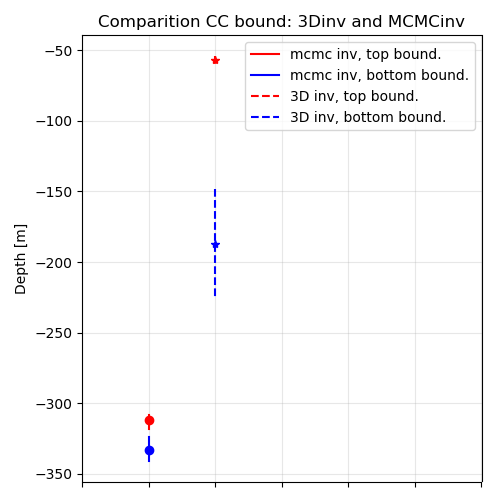 Comparition CC bound: 3Dinv and MCMCinv
mcmc inv, top bound.
mcmc inv, bottom bound.
3D inv, top bound.
3D inv, bottom bound.
Depth [m]
−50
−100
−150
−200
−250
−300
−350